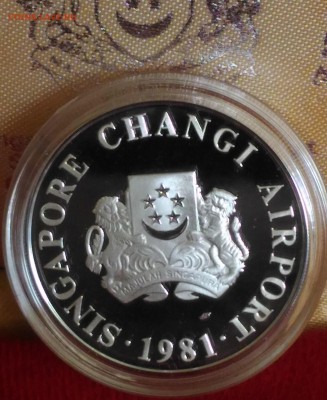 SINGAPORE CHANGI AIRPORT
· 1981 ·